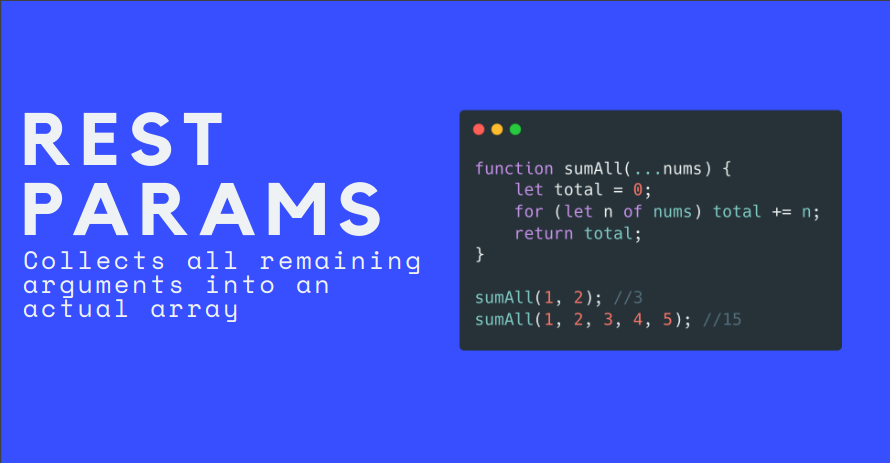 REST
PARAMS
Collects all remaining
arguments into an
actual array
function sumAll(...nums) {
    let total = 0;
    for (let n of nums) total += n;
    return total;
}
sumAll(1, 2); //3
sumAll(1, 2, 3, 4, 5); //15